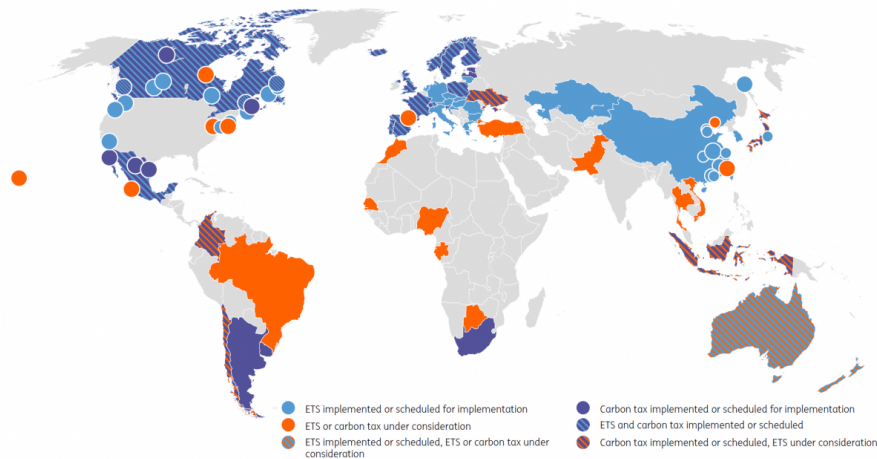 ETS implemented or scheduled for implementation
ETS or carbon tax under consideration
ETS implemented or scheduled, ETS or carbon tax under
consideration
Carbon tax implemented or scheduled for implementation
ETS and carbon tax implemented or scheduled
Carbon tax implemented or scheduled, ETS under consideration